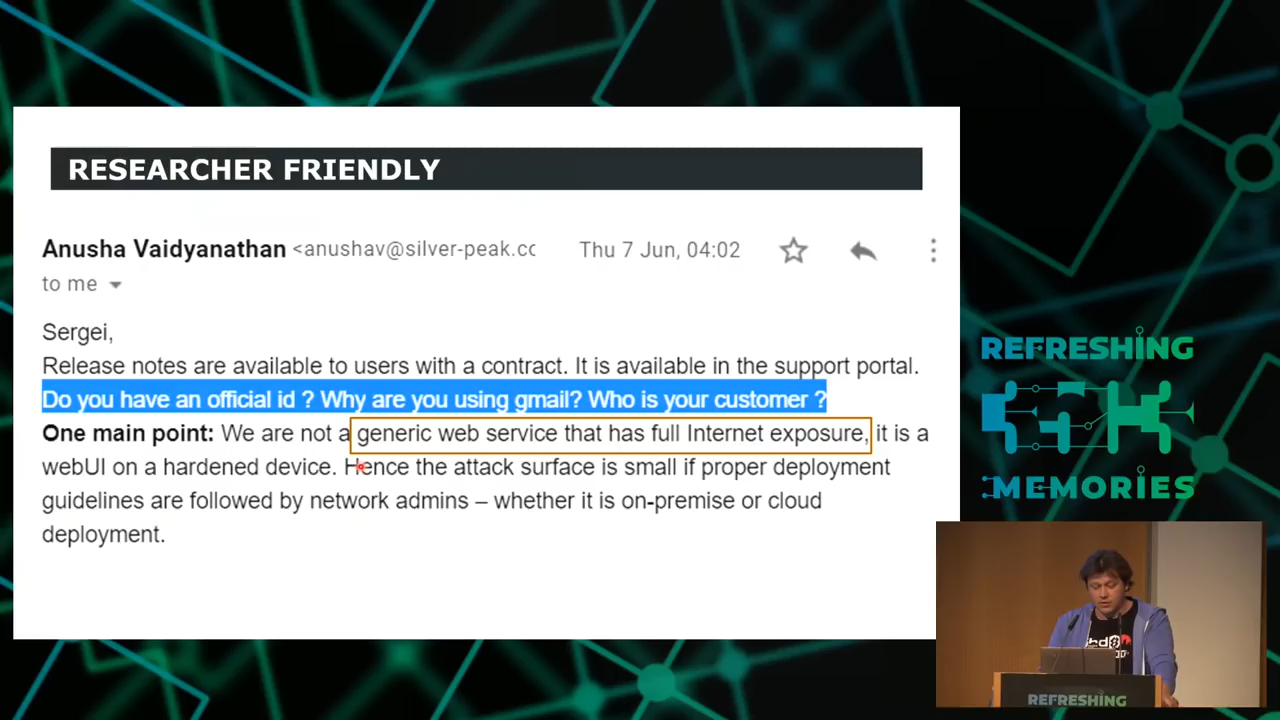 RESEARCHER FRIENDLY
Anusha Vaidyanathan <anushav@silver-peak.cc Thu 7 Jun, 04:02
to me
Sergei,
Release notes are available to users with a contract. It is available in the support portal.
Do you have an official id ? Why are you using gmail? Who is your customer ?
One main point: We are not a generic web service that has full Internet exposure, it is a
webUI on a hardened device. Hence the attack surface is small if proper deployment
guidelines are followed by network admins – whether it is on-premise or cloud
deployment.
REFRESHING
MEMORIES
REFRESHING